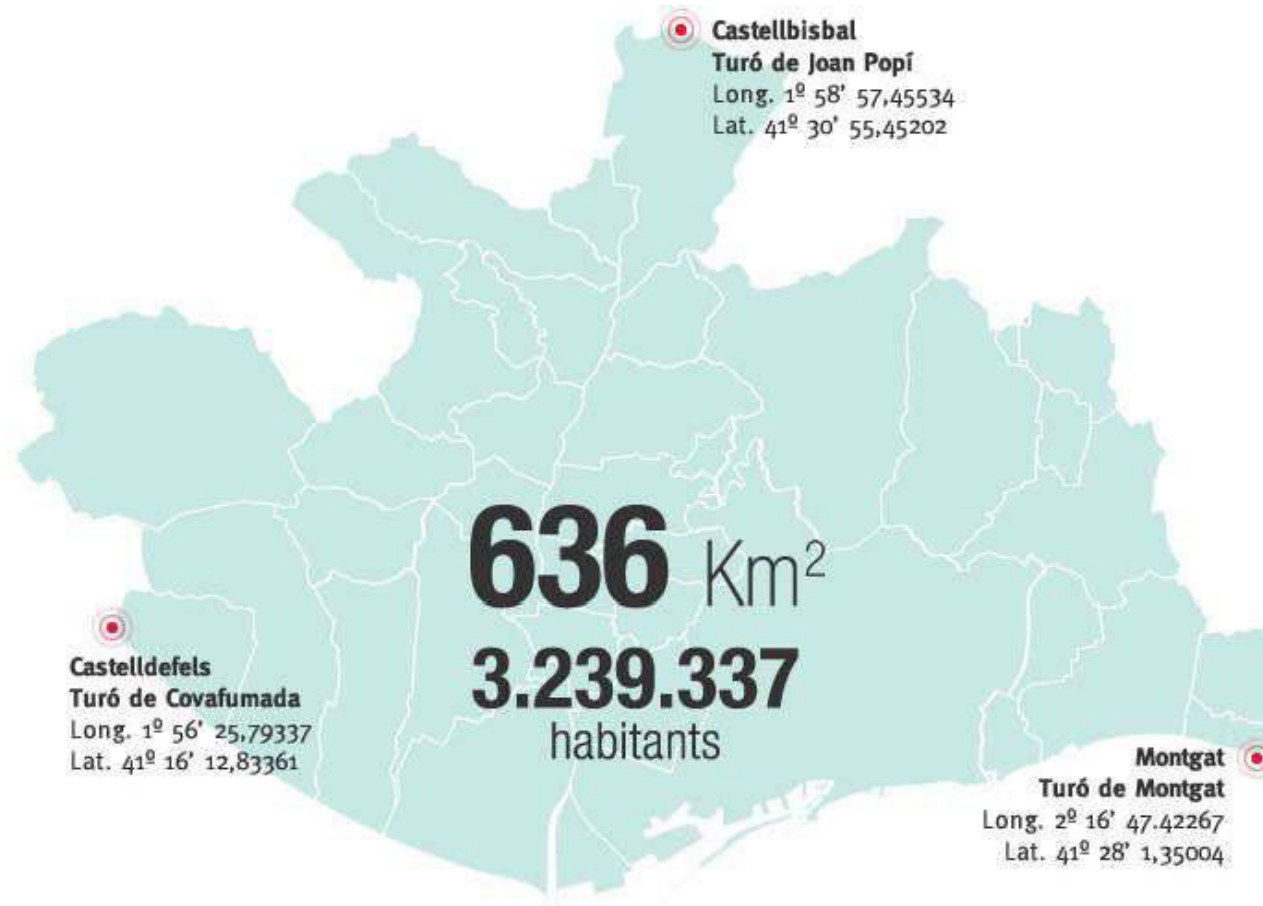 Castellbisbal
Turó de Joan Popí
Long. 1º 58' 57,45534
Lat. 41º 30' 55,45202
636 Km²
3.239.337
habitants
Castelldefels
Turó de Covafumada
Long. 1º 56' 25,79337
Lat. 41º 16' 12,83361
Montgat
Turó de Montgat
Long. 2º 16' 47.42267
Lat. 41º 28' 1,35004